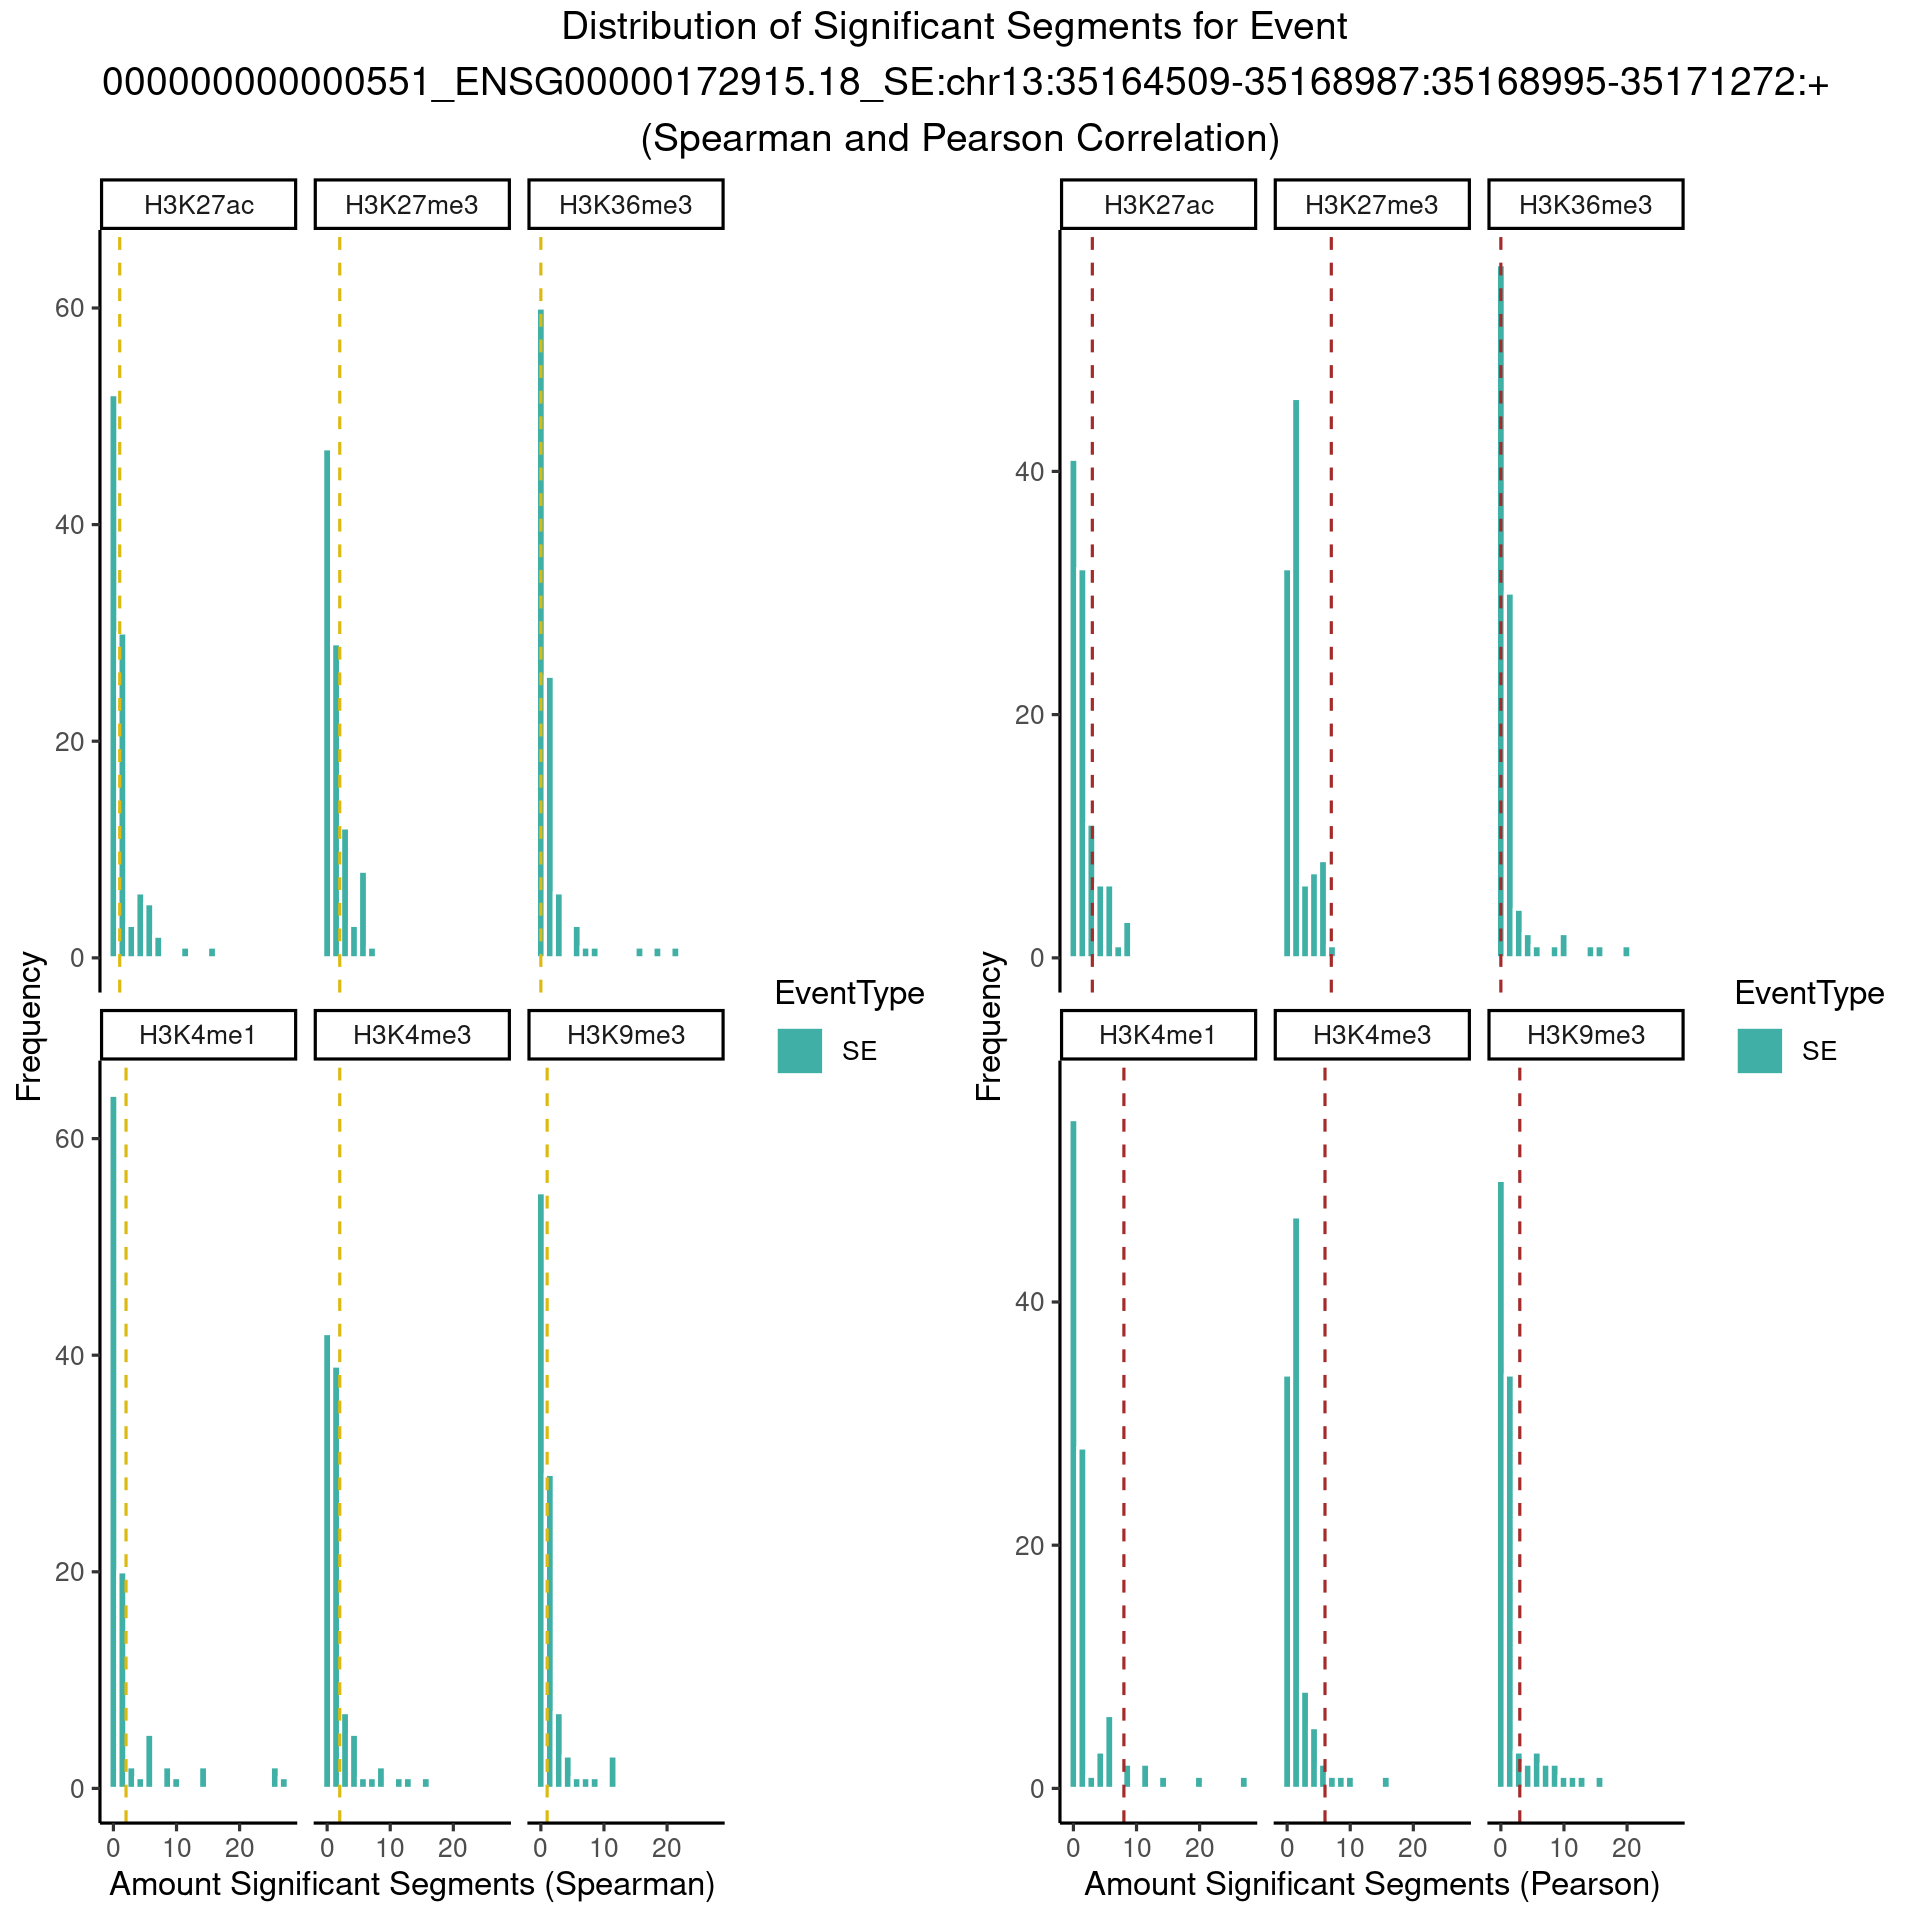 Distribution of Significant Segments for Event
000000000000551_ENSG00000172915.18_SE:chr13:35164509-35168987:35168995-35171272:+
(Spearman and Pearson Correlation)
H3K27ac
H3K27me3
H3K36me3
60
40
20
0
H3K4me1
H3K4me3
H3K9me3
60
40
20
0
0 10 20
0 10 20
0 10 20
Frequency
Amount Significant Segments (Spearman)
EventType
SE
H3K27ac
H3K27me3
H3K36me3
40
20
0
H3K4me1
H3K4me3
H3K9me3
40
20
0
0 10 20
0 10 20
0 10 20
Frequency
Amount Significant Segments (Pearson)
EventType
SE